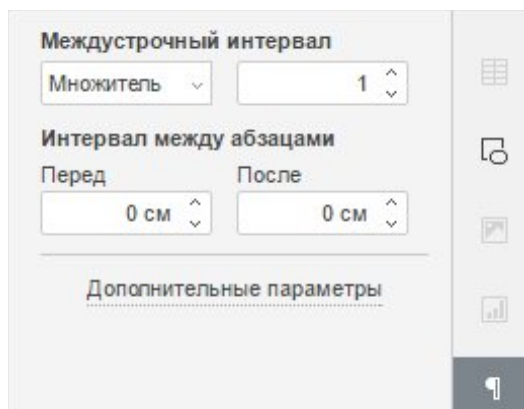 Междустрочный интервал
Множитель 1
Интервал между абзацами
Перед После
0 см 0 см
Дополнительные параметры
¶